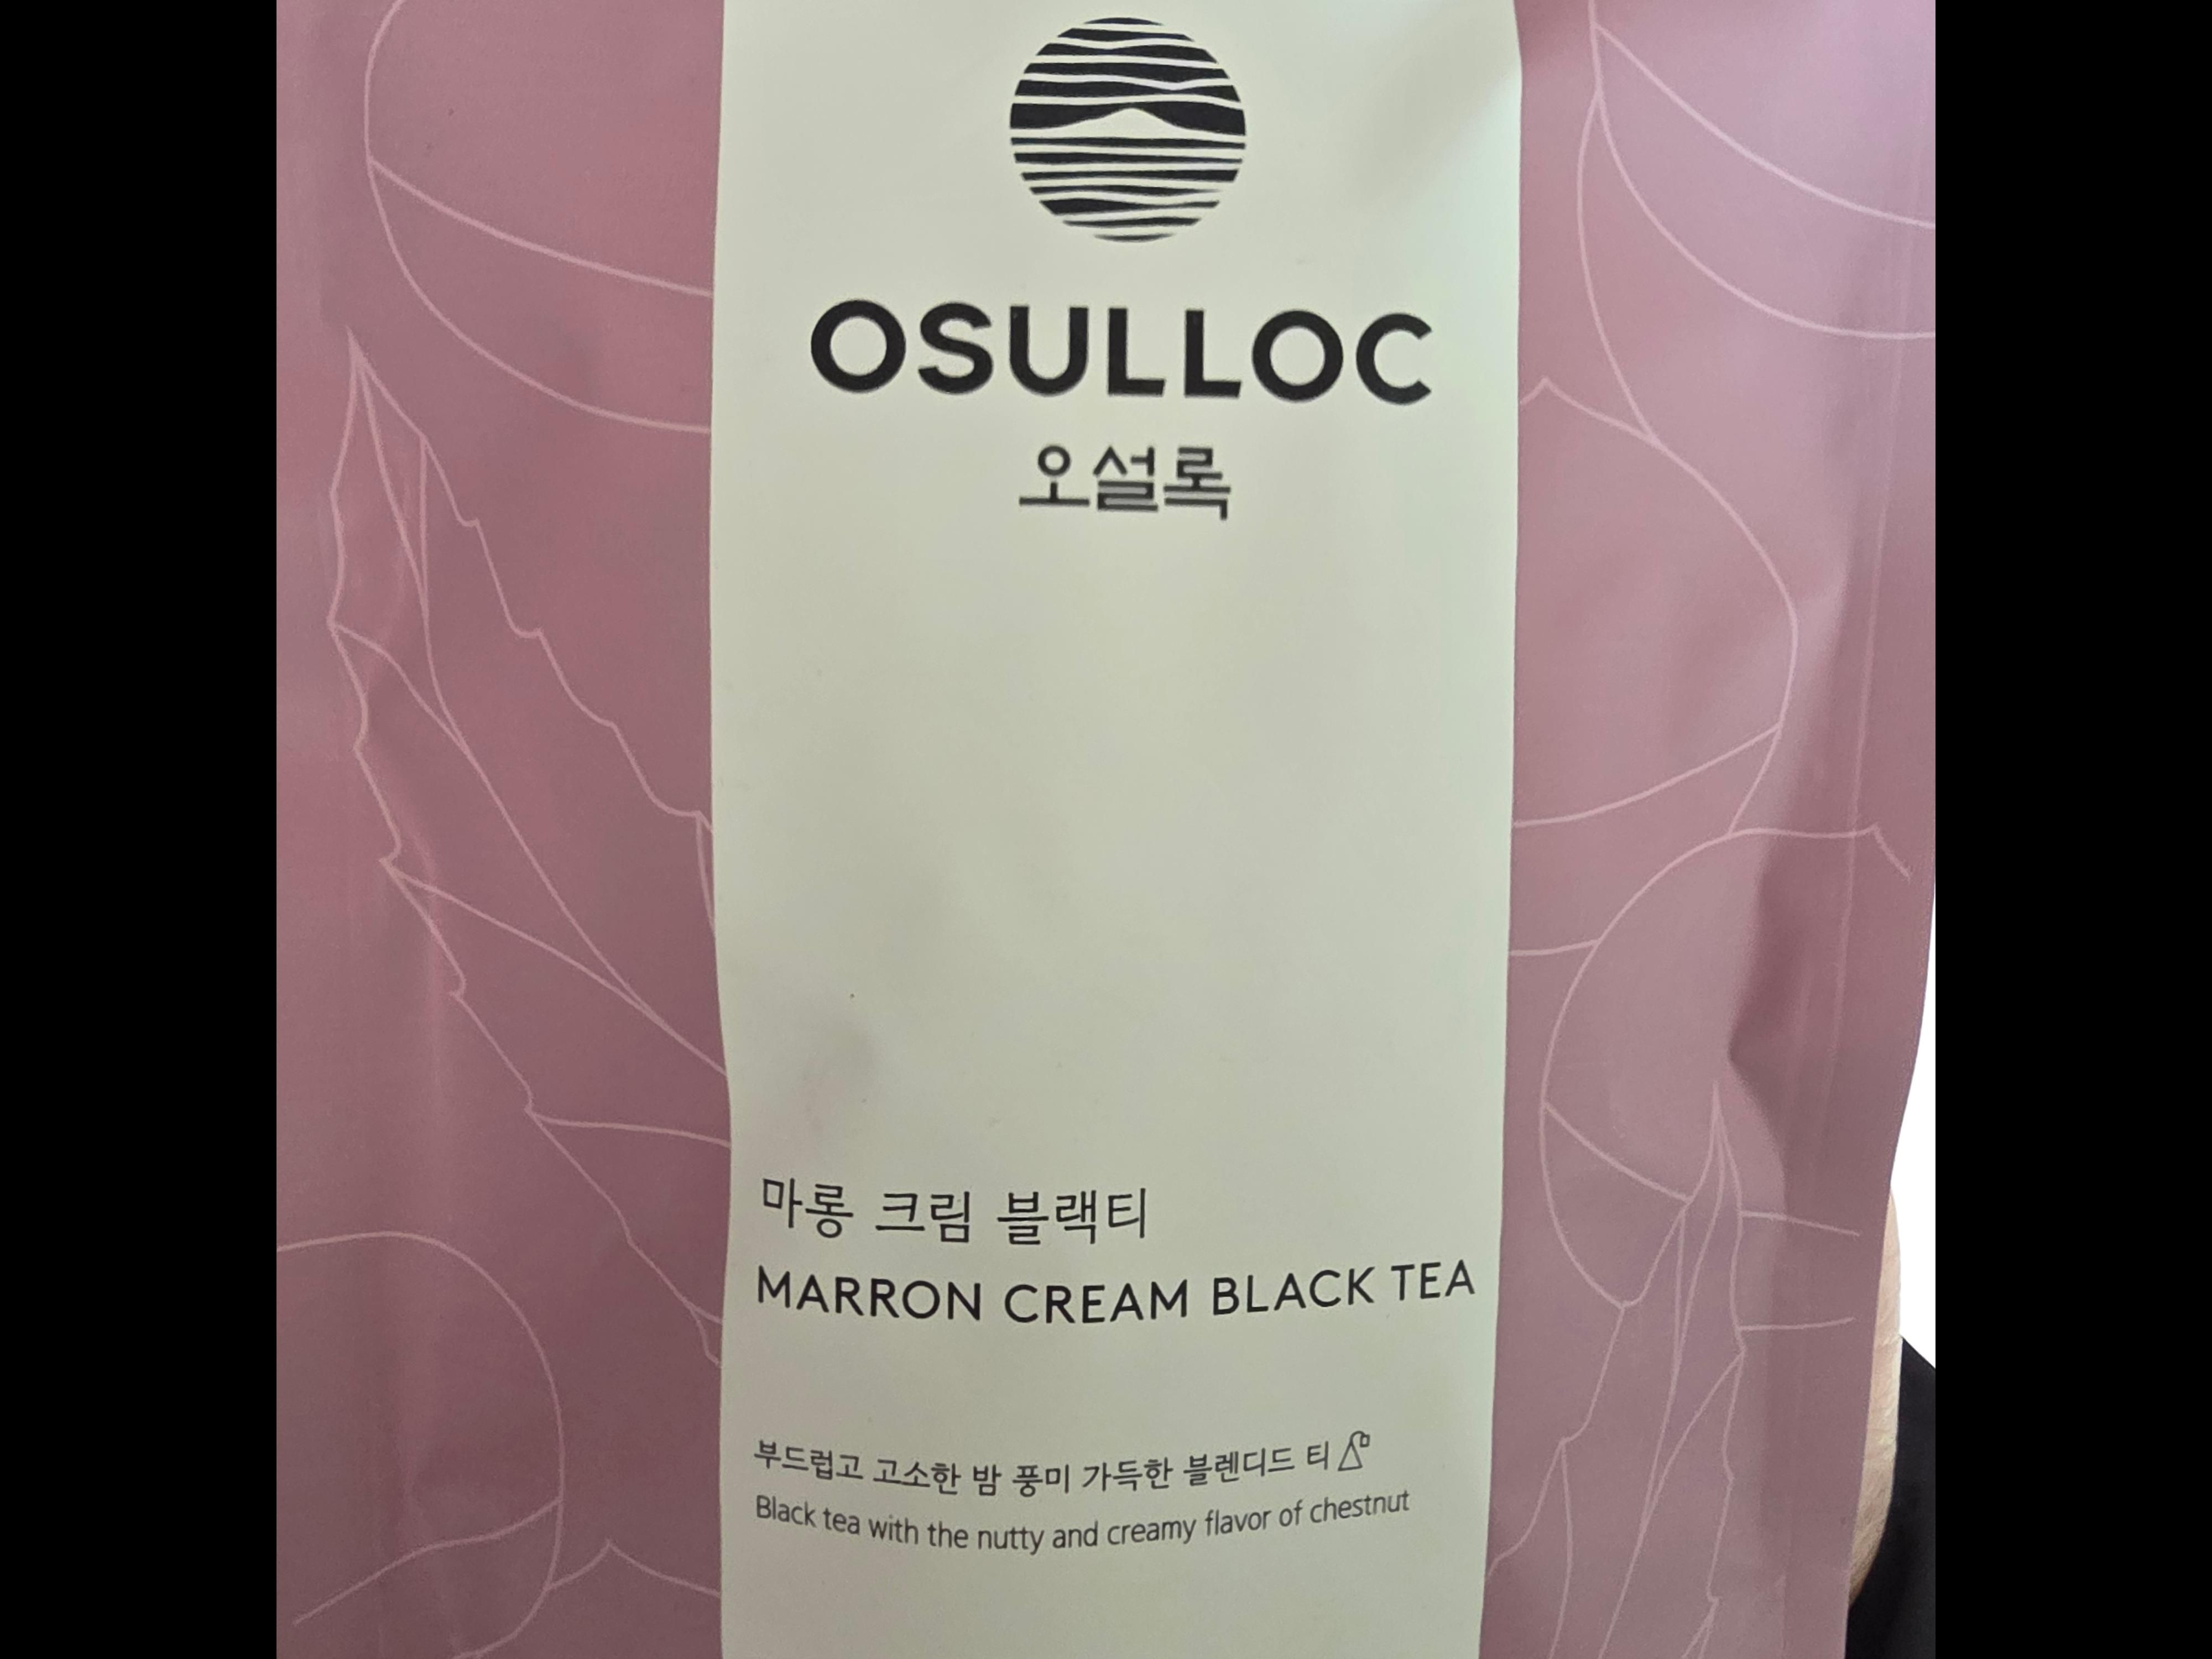 OSULLOC
오설록
마롱 크림 블랙티
MARRON CREAM BLACK TEA
부드럽고 고소한 밤 풍미 가득한 블렌디드 티
Black tea with the nutty and creamy flavor of chestnut